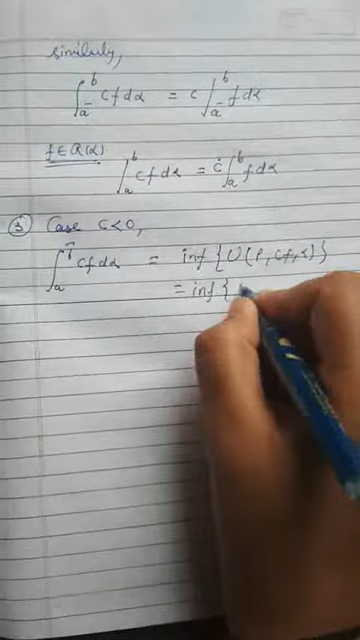 similarly,
∫_a̲^b cf dα = c ∫_a̲^b f dα
f ∈ R(α) ∫_a^b cf dα = c ∫_a^b f dα
③ Case c<0,
∫_a^b̄ cf dα = inf { U(P, cf, α) }
= inf {